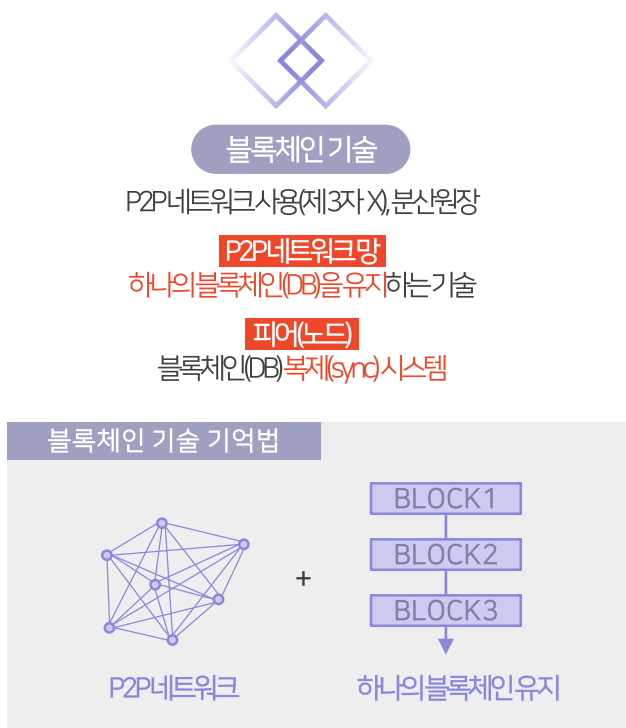 블록체인 기술
P2P네트워크 사용(제 3자 X), 분산원장
P2P네트워크망
하나의 블록체인(DB)을 유지하는 기술
피어(노드)
블록체인(DB) 복제(sync) 시스템
블록체인 기술 기억법
BLOCK1
BLOCK2
+
BLOCK3
P2P네트워크
하나의 블록체인 유지